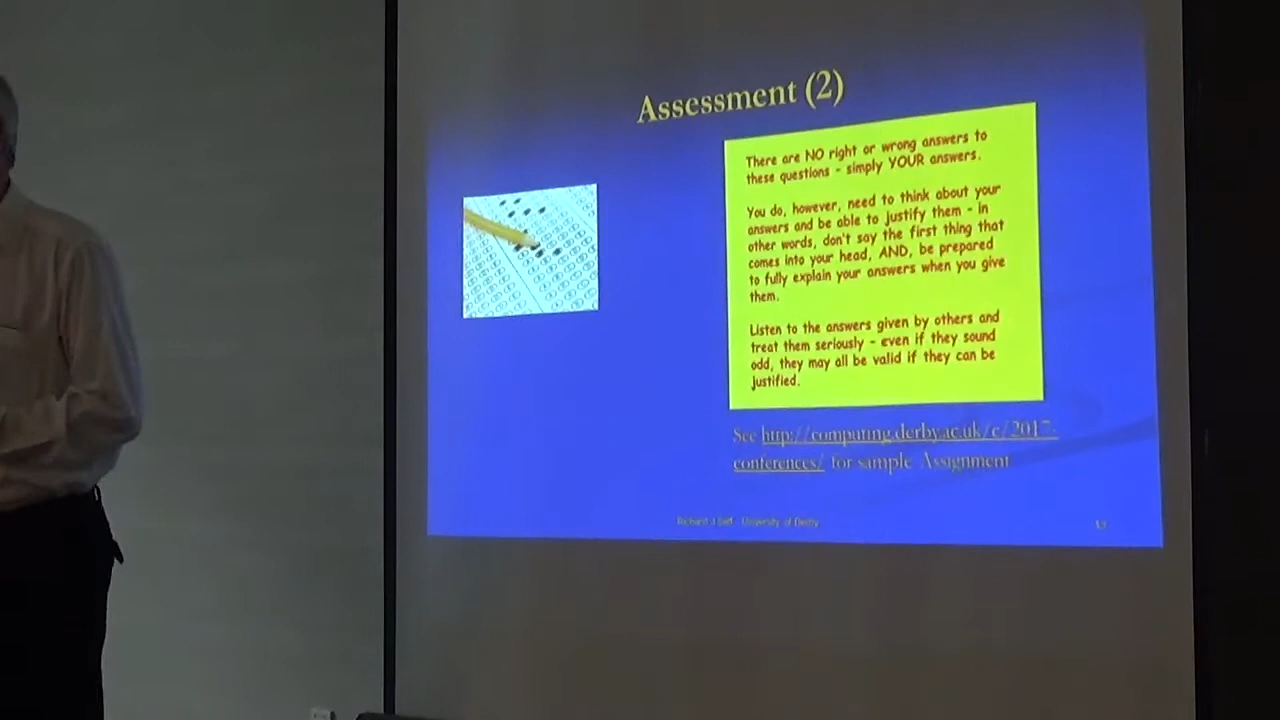 Assessment (2)
There are NO right or wrong answers to
these questions - simply YOUR answers.
You do, however, need to think about your
answers and be able to justify them - in
other words, don't say the first thing that
comes into your head, AND, be prepared
to fully explain your answers when you give
them.
Listen to the answers given by others and
treat them seriously - even if they sound
odd, they may all be valid if they can be
justified.
See http://computing.derby.ac.uk/c/2017-
conferences/ for sample Assignment
Richard J Self - University of Derby